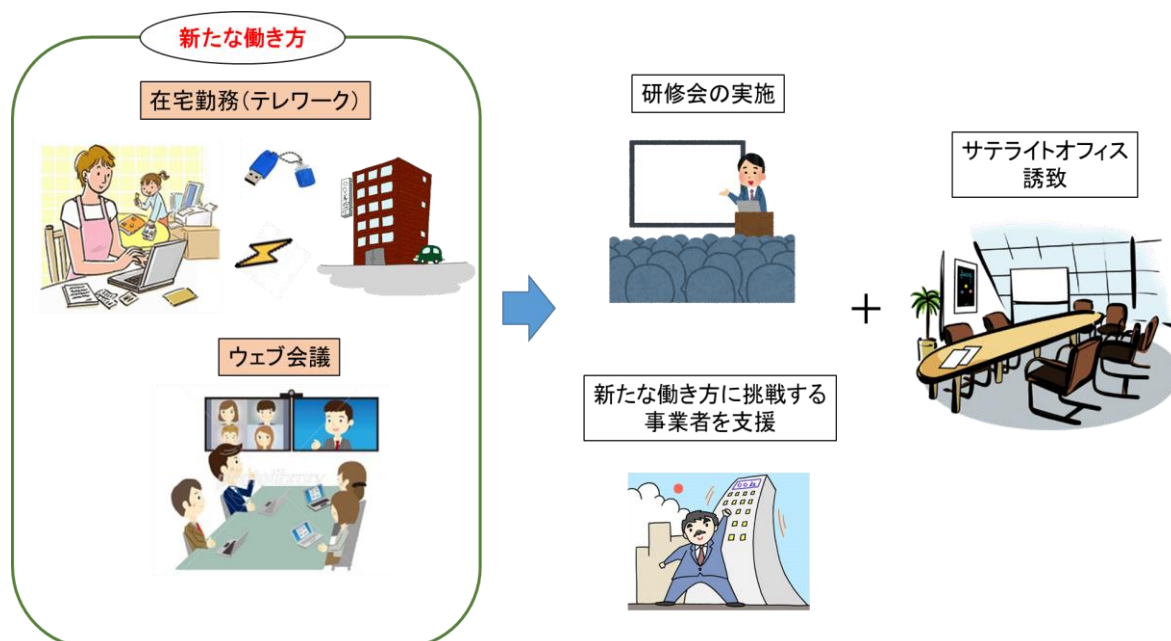 新たな働き方
在宅勤務（テレワーク）
ウェブ会議
研修会の実施
新たな働き方に挑戦する
事業者を支援
サテライトオフィス
誘致